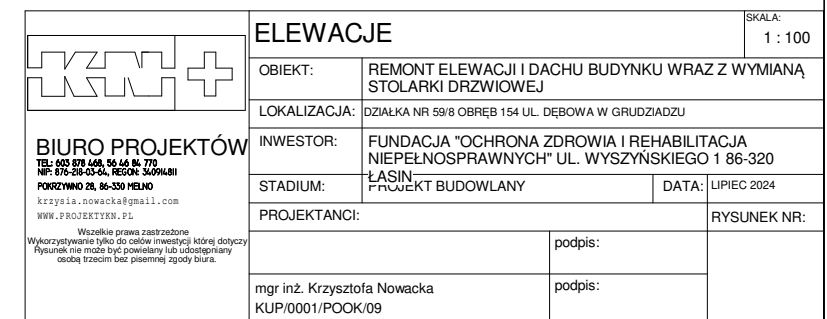 KN+
BIURO PROJEKTÓW
TEL: 603 878 468, 56 46 84 770
NIP: 876-218-03-64, REGON: 340914811
POKRZYWNO 28, 86-330 MEŁNO
krzysia.nowacka@gmail.com
WWW.PROJEKTYKN.PL
Wszelkie prawa zastrzeżone
Wykorzystywanie tylko do celów inwestycji której dotyczy
Rysunek nie może być powielany lub udostępniany
osobą trzecim bez pisemnej zgody biura.
ELEWACJE
SKALA:
1 : 100
OBIEKT:
REMONT ELEWACJI I DACHU BUDYNKU WRAZ Z WYMIANĄ
STOLARKI DRZWIOWEJ
LOKALIZACJA:
DZIAŁKA NR 59/8 OBRĘB 154 UL. DĘBOWA W GRUDZIADZU
INWESTOR:
FUNDACJA "OCHRONA ZDROWIA I REHABILITACJA
NIEPEŁNOSPRAWNYCH" UL. WYSZYŃSKIEGO 1 86-320
ŁASIN
STADIUM:
PROJEKT BUDOWLANY
DATA:
LIPIEC 2024
PROJEKTANCI:
RYSUNEK NR:
podpis:
mgr inż. Krzysztofa Nowacka
KUP/0001/POOK/09
podpis: